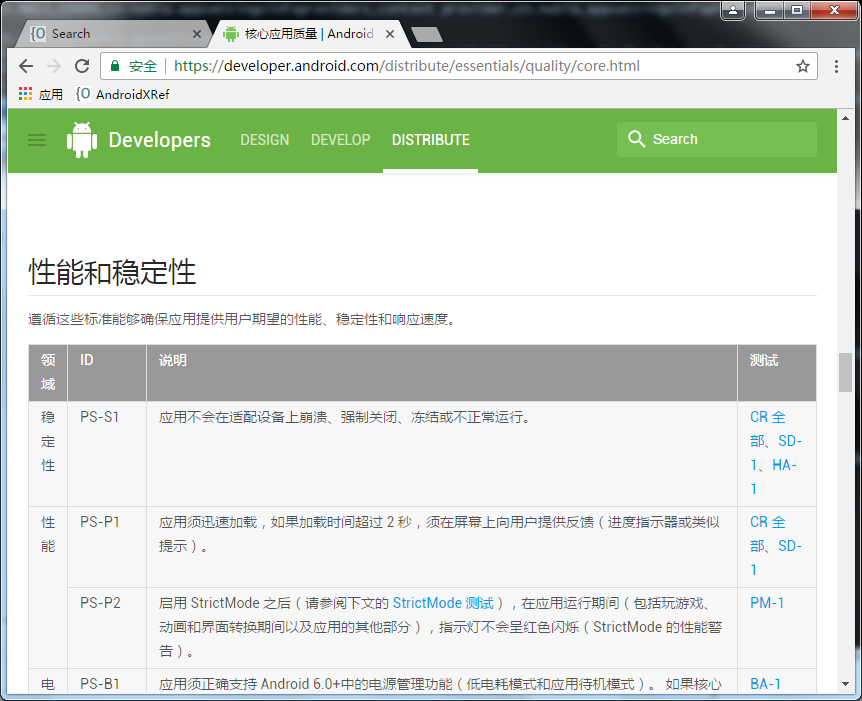 Search
核心应用质量 | Android
安全
https://developer.android.com/distribute/essentials/quality/core.html
应用
{O AndroidXRef
Developers
DESIGN
DEVELOP
DISTRIBUTE
Search
性能和稳定性
遵循这些标准能够确保应用提供用户期望的性能、稳定性和响应速度。
领
域
ID
说明
测试
稳
定
性
PS-S1
应用不会在适配设备上崩溃、强制关闭、冻结或不正常运行。
CR 全
部、SD-
1、HA-
1
性
能
PS-P1
应用须迅速加载，如果加载时间超过 2 秒，须在屏幕上向用户提供反馈（进度指示器或类似
提示）。
CR 全
部、SD-
1
PS-P2
启用 StrictMode 之后（请参阅下文的 StrictMode 测试），在应用运行期间（包括玩游戏、
动画和界面转换期间以及应用的其他部分），指示灯不会呈红色闪烁（StrictMode 的性能警
告）。
PM-1
电
PS-B1
应用须正确支持 Android 6.0+中的电源管理功能（低电耗模式和应用待机模式）。 如果核心
BA-1